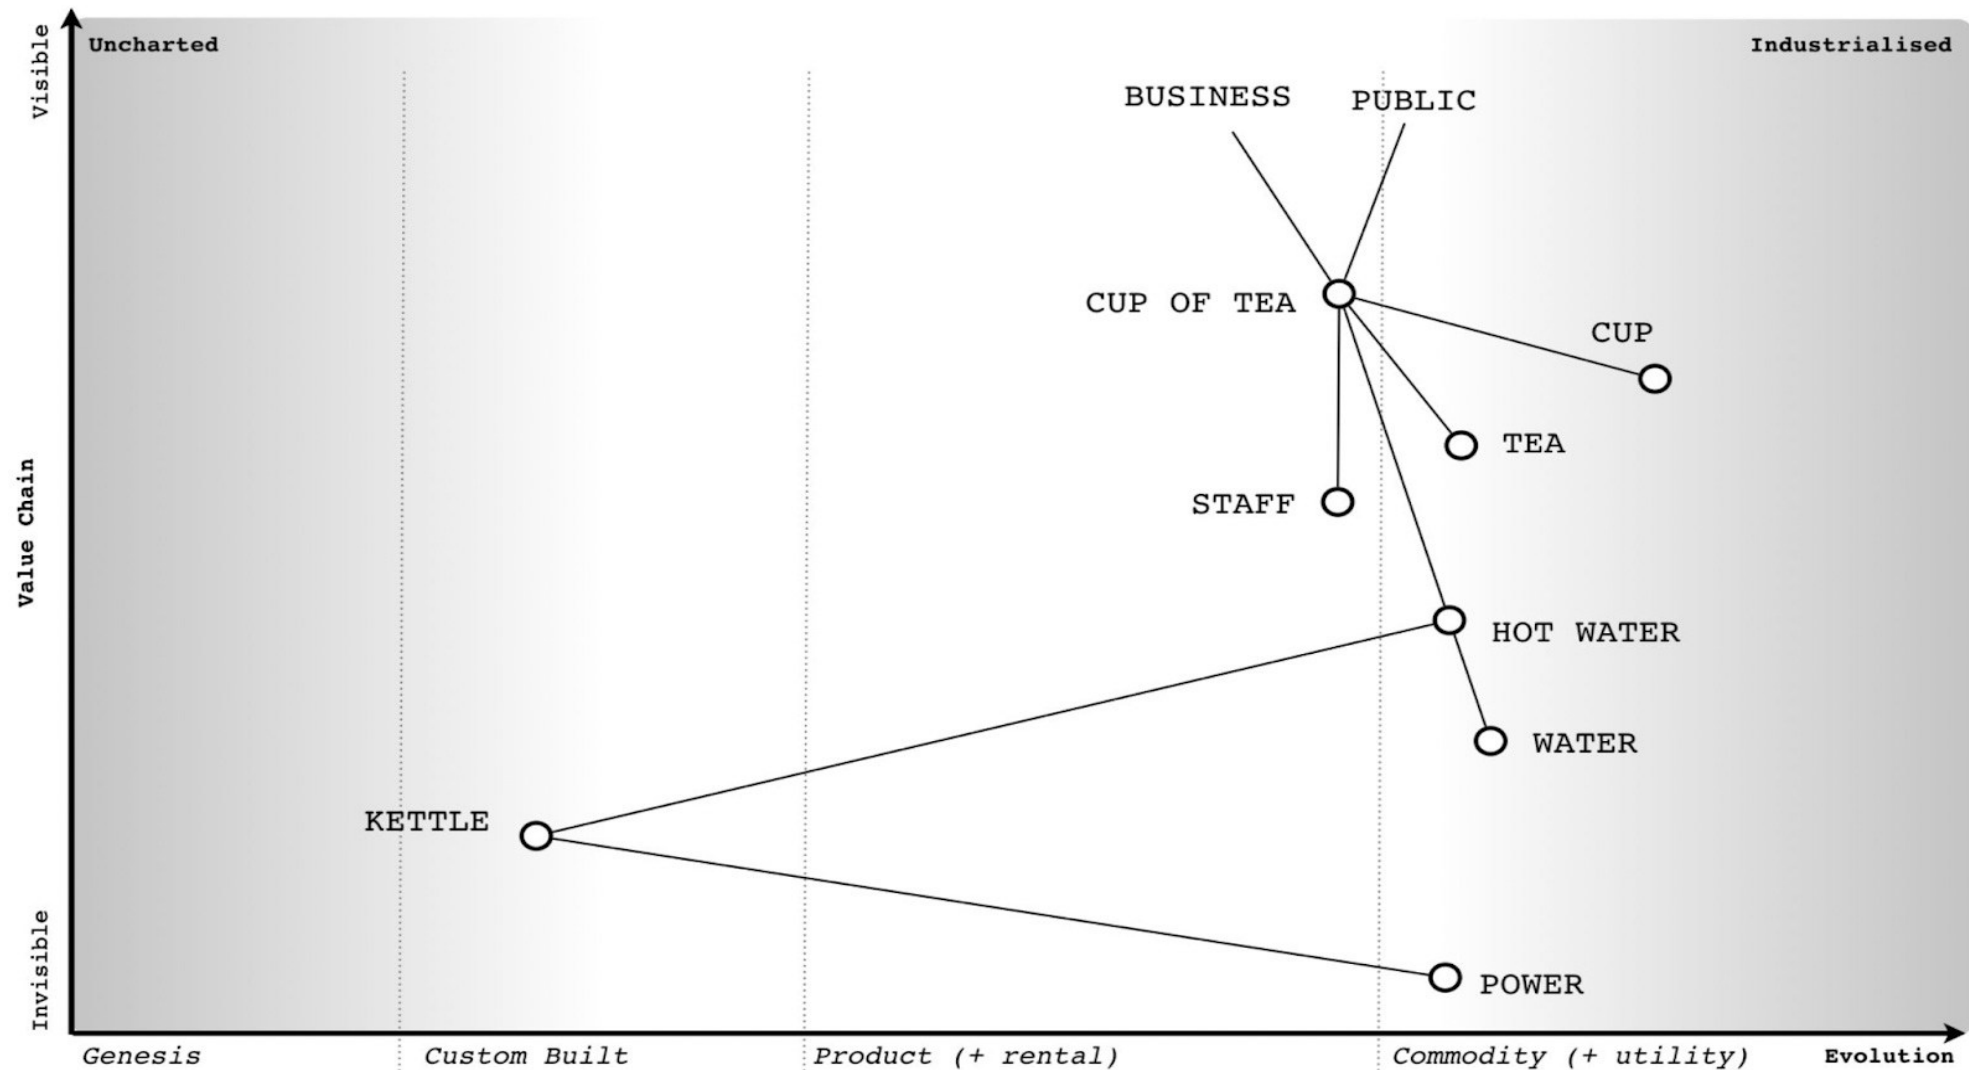 Uncharted
Industrialised
Visible
BUSINESS
PUBLIC
CUP OF TEA
CUP
TEA
Value Chain
STAFF
HOT WATER
WATER
KETTLE
Invisible
POWER
Genesis
Custom Built
Product (+ rental)
Commodity (+ utility)
Evolution